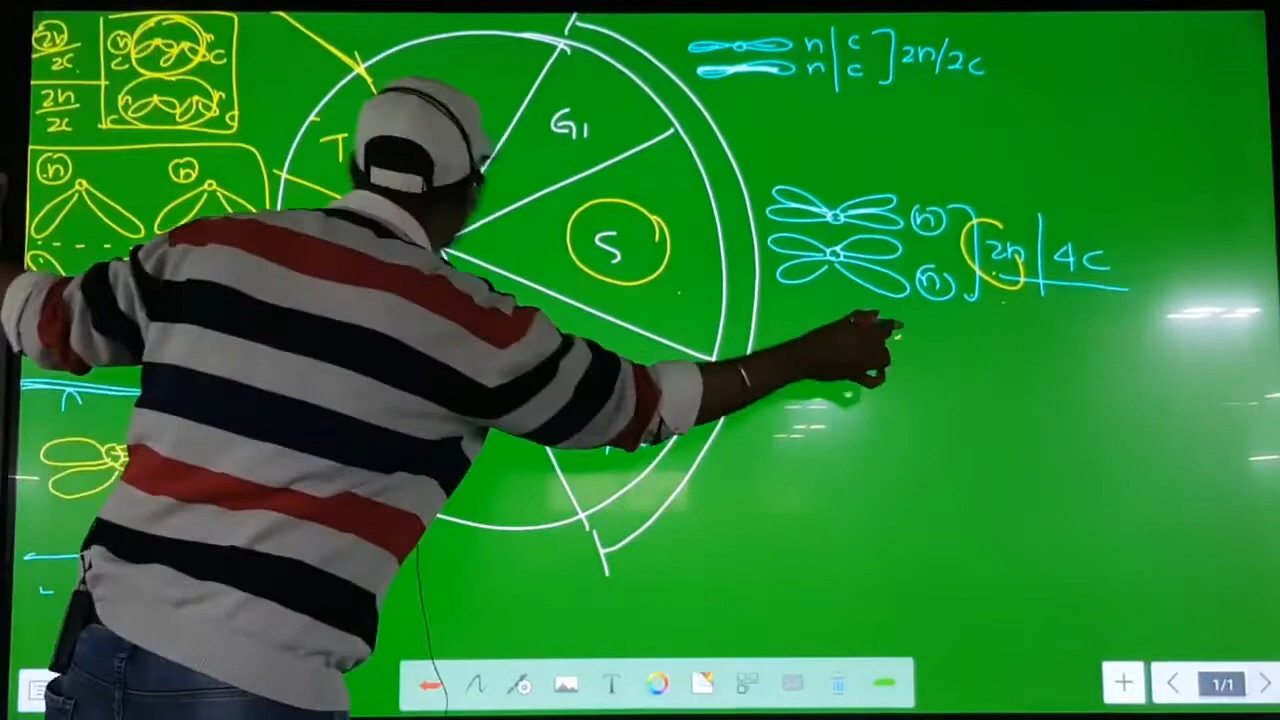 2n/2c
n n
c c
2n/2c
n n
c c
n n
T
G1
S
n | c
n | c ] 2n/2c
n
n ] 2n | 4c
n
T
1/1